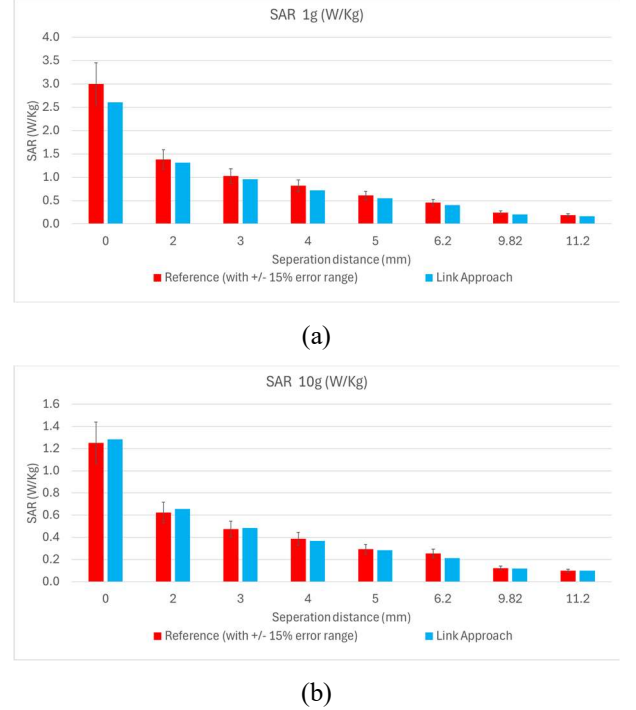 SAR 1g (W/Kg)
4.0
3.5
3.0
2.5
2.0
1.5
1.0
0.5
0.0
SAR (W/Kg)
0 2 3 4 5 6.2 9.82 11.2
Seperation distance (mm)
Reference (with +/- 15% error range) Link Approach
(a)
SAR 10g (W/Kg)
1.6
1.4
1.2
1.0
0.8
0.6
0.4
0.2
0.0
SAR (W/Kg)
0 2 3 4 5 6.2 9.82 11.2
Seperation distance (mm)
Reference (with +/- 15% error range) Link Approach
(b)